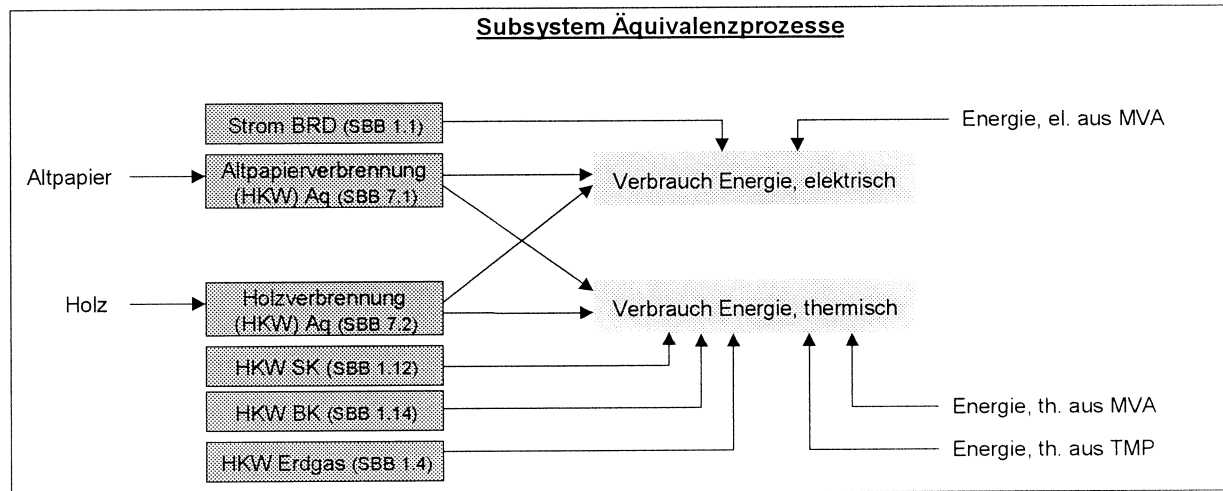 Subsystem Äquivalenzprozesse
Strom BRD (SBB 1.1)
Energie, el. aus MVA
Altpapier
Altpapierverbrennung
(HKW) Äq (SBB 7.1)
Verbrauch Energie, elektrisch
Holz
Holzverbrennung
(HKW) Äq (SBB 7.2)
Verbrauch Energie, thermisch
HKW SK (SBB 1.12)
HKW BK (SBB 1.14)
Energie, th. aus MVA
HKW Erdgas (SBB 1.4)
Energie, th. aus TMP